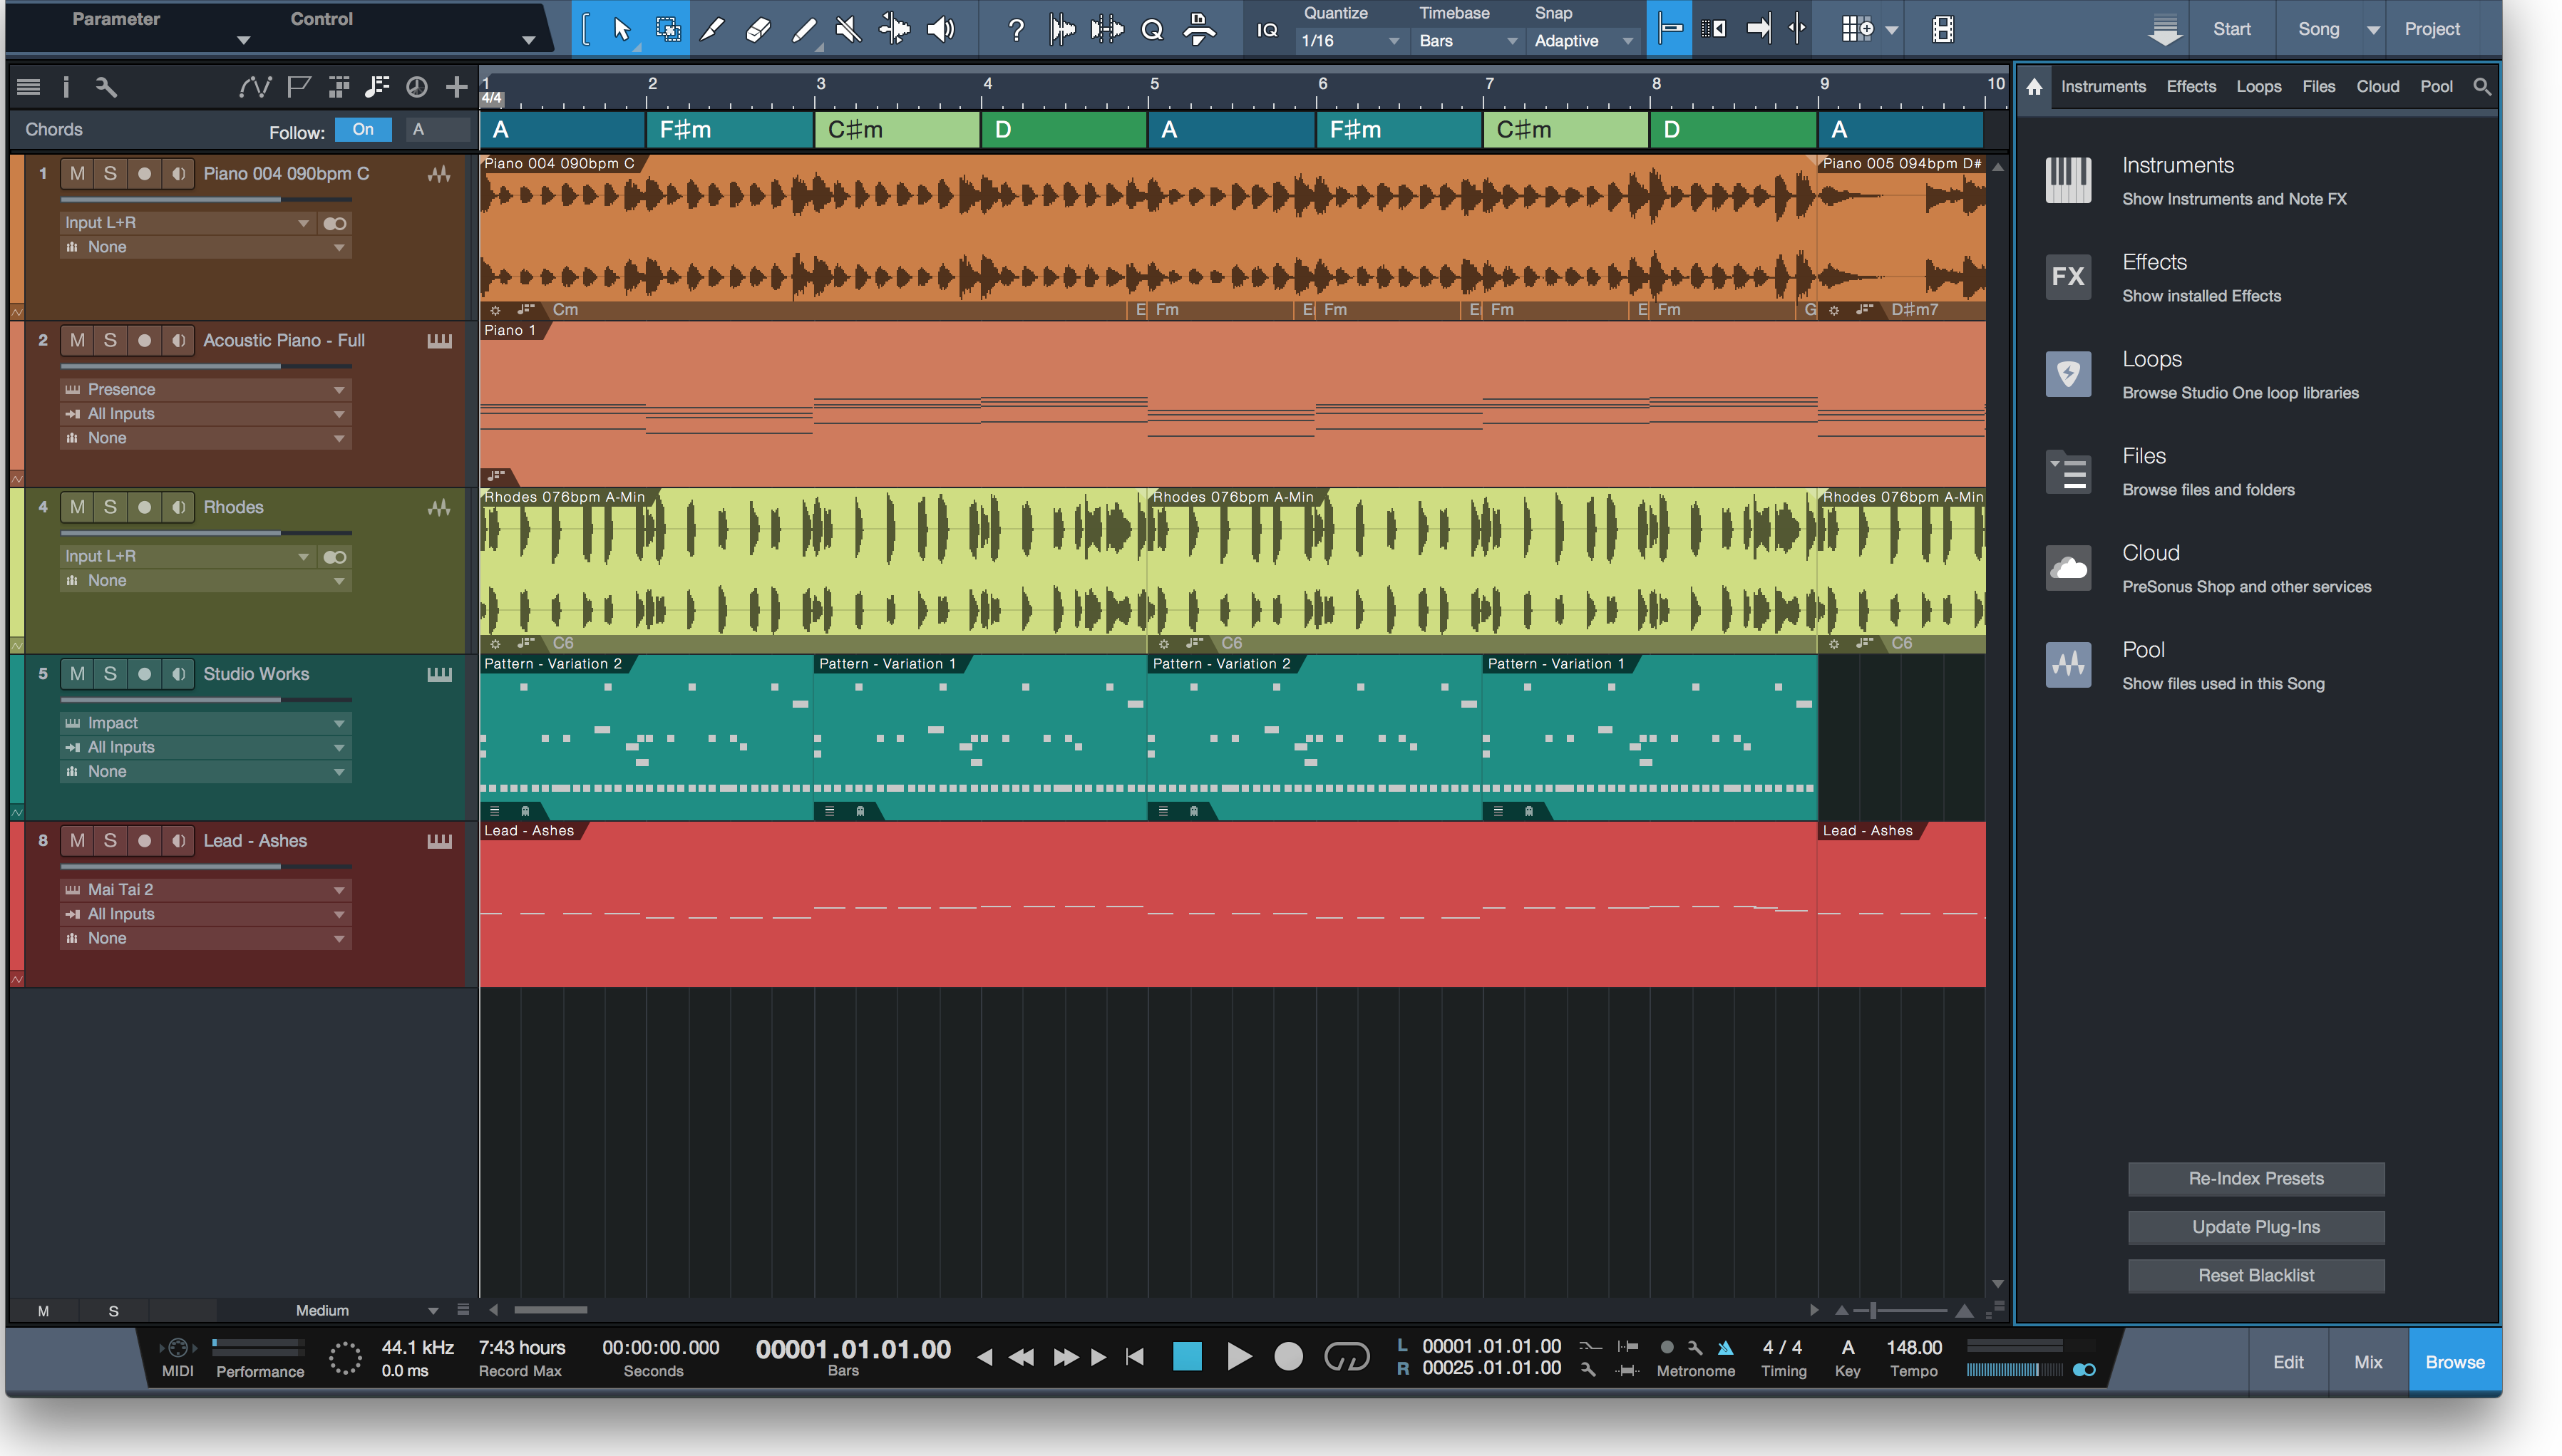 Parameter Control
Quantize Timebase Snap
? Q IQ 1/16 Bars Adaptive
Start Song Project
i
1 2 3 4 5 6 7 8 9 10
4/4
Instruments Effects Loops Files Cloud Pool
Chords Follow: On A
A F♯m C♯m D A F♯m C♯m D A
1 M S Piano 004 090bpm C
Input L+R
None
Piano 004 090bpm C Piano 005 094bpm D#
Cm E Fm E Fm E Fm E Fm G D♯m7
2 M S Acoustic Piano - Full
Presence
All Inputs
None
Piano 1
4 M S Rhodes
Input L+R
None
Rhodes 076bpm A-Min Rhodes 076bpm A-Min Rhodes 076bpm A-Min
C6 C6 C6
5 M S Studio Works
Impact
All Inputs
None
Pattern - Variation 2 Pattern - Variation 1 Pattern - Variation 2 Pattern - Variation 1
8 M S Lead - Ashes
Mai Tai 2
All Inputs
None
Lead - Ashes Lead - Ashes
Instruments
Show Instruments and Note FX
FX
Effects
Show installed Effects
Loops
Browse Studio One loop libraries
Files
Browse files and folders
Cloud
PreSonus Shop and other services
Pool
Show files used in this Song
Re-Index Presets
Update Plug-Ins
Reset Blacklist
M S Medium
MIDI
Performance
44.1 kHz
0.0 ms
7:43 hours
Record Max
00:00:00.000
Seconds
00001.01.01.00
Bars
L 00001.01.01.00
R 00025.01.01.00
Metronome
4 / 4
Timing
A
Key
148.00
Tempo
Edit Mix Browse